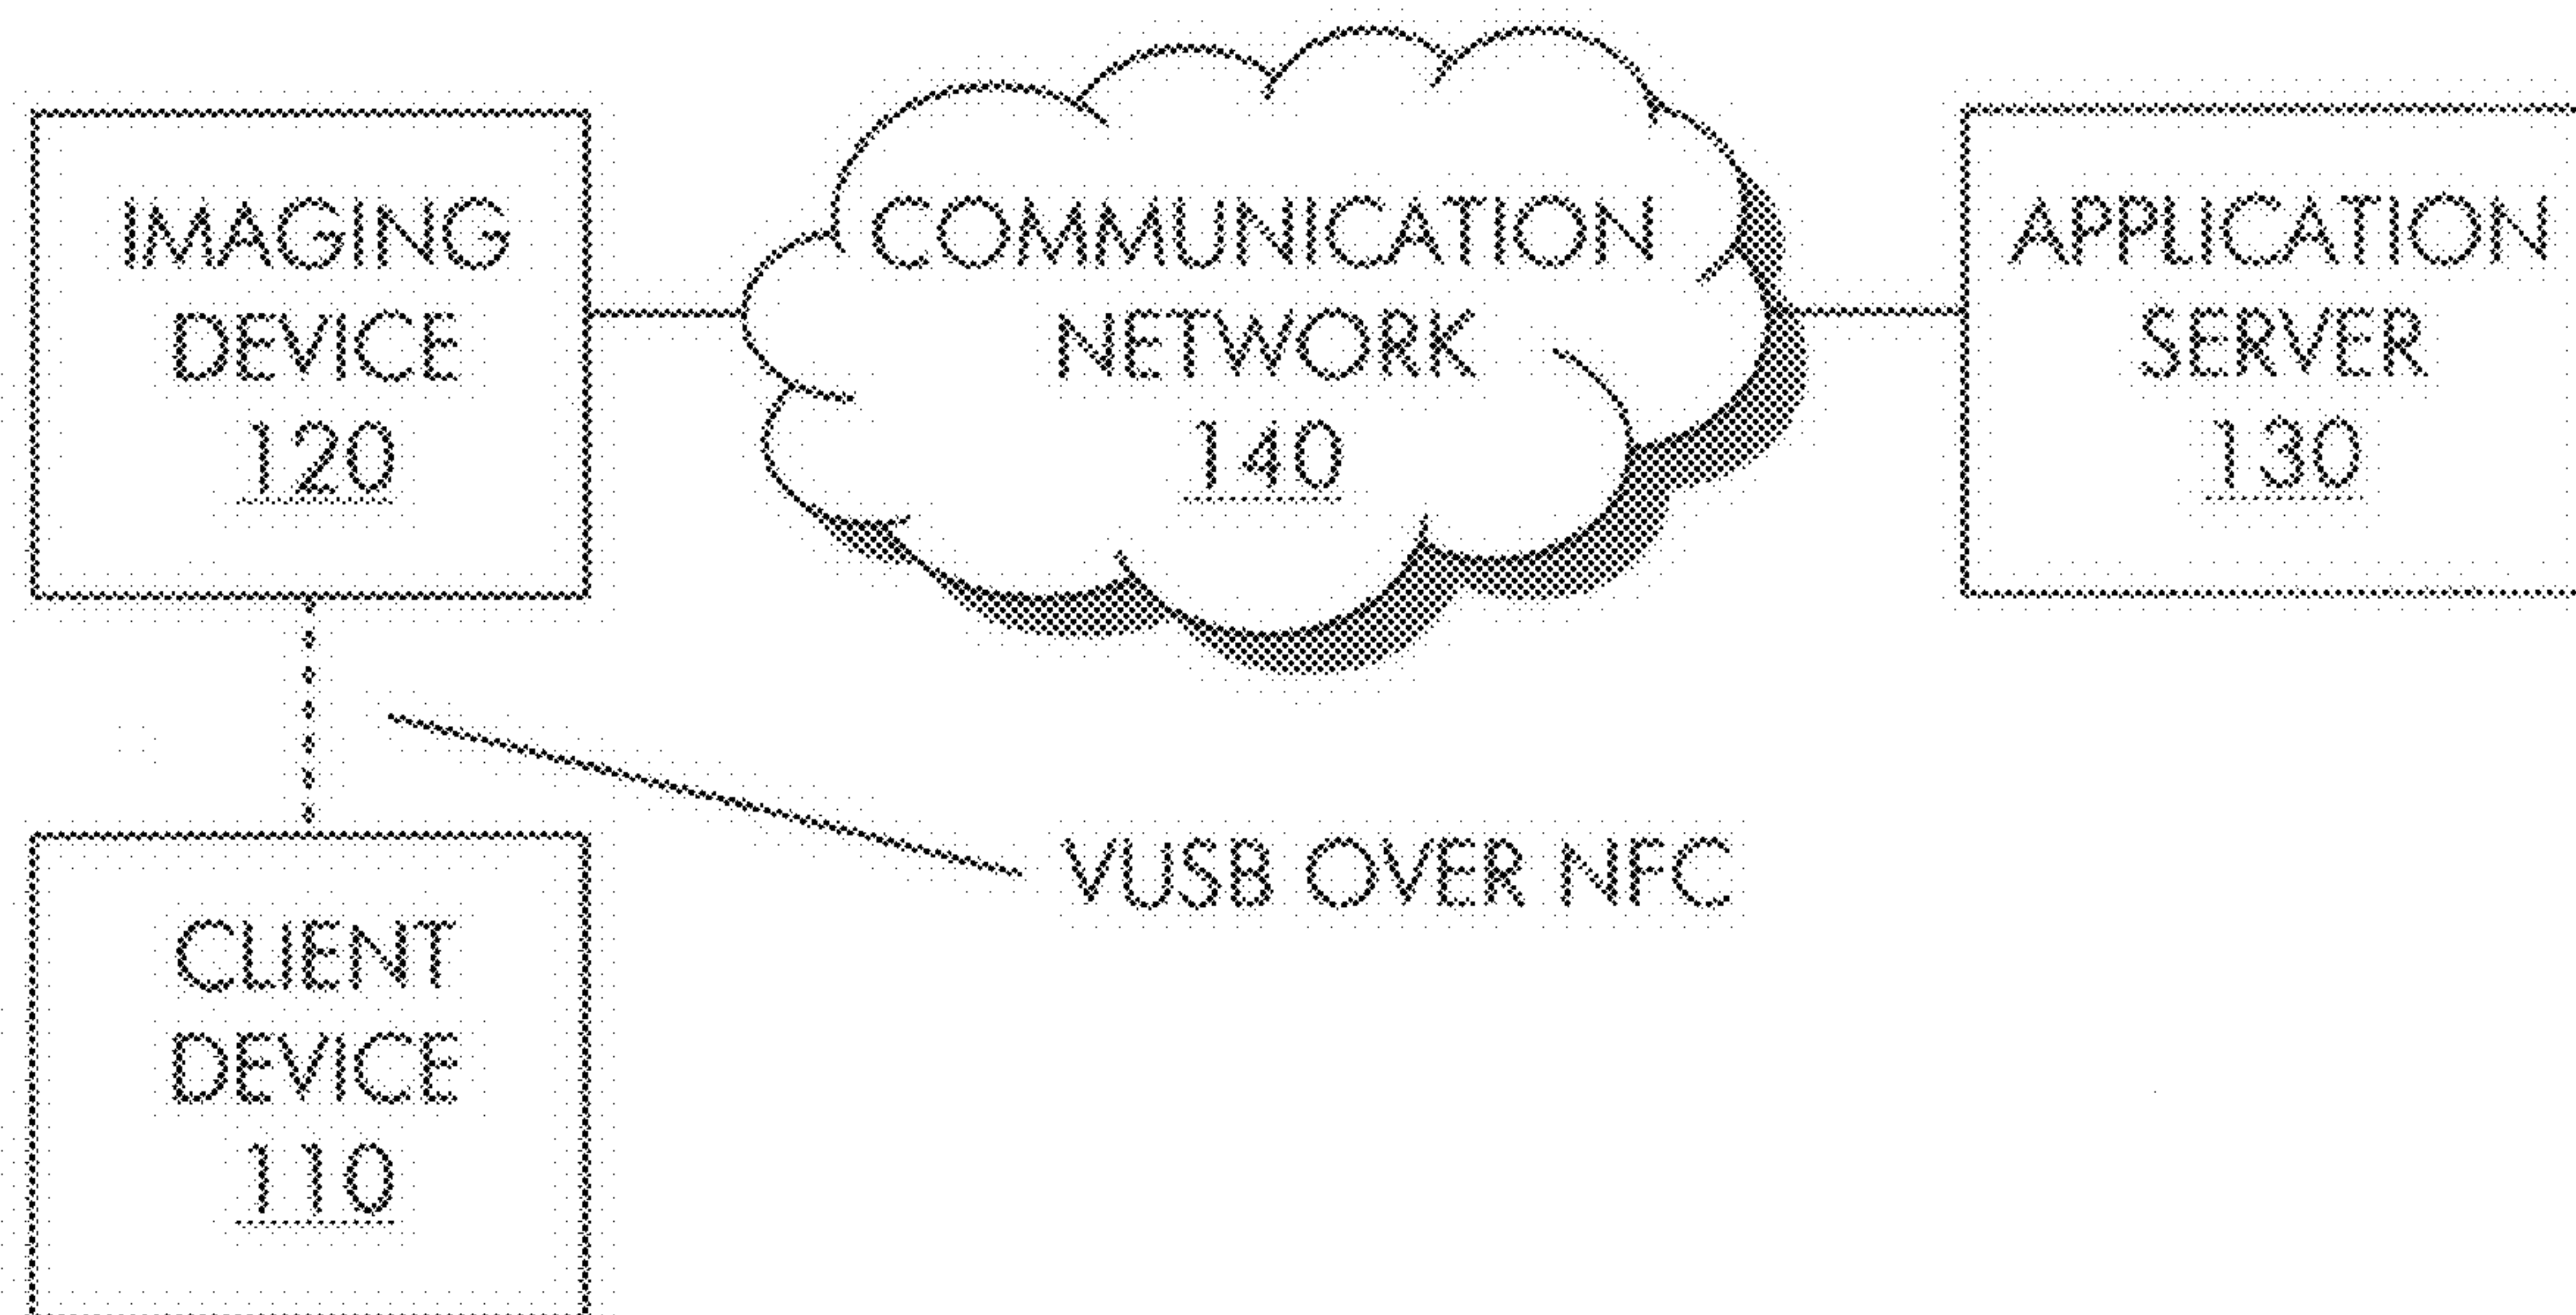 IMAGING
DEVICE
120
COMMUNICATION
NETWORK
140
APPLICATION
SERVER
130
VUSB OVER NFC
CLIENT
DEVICE
110